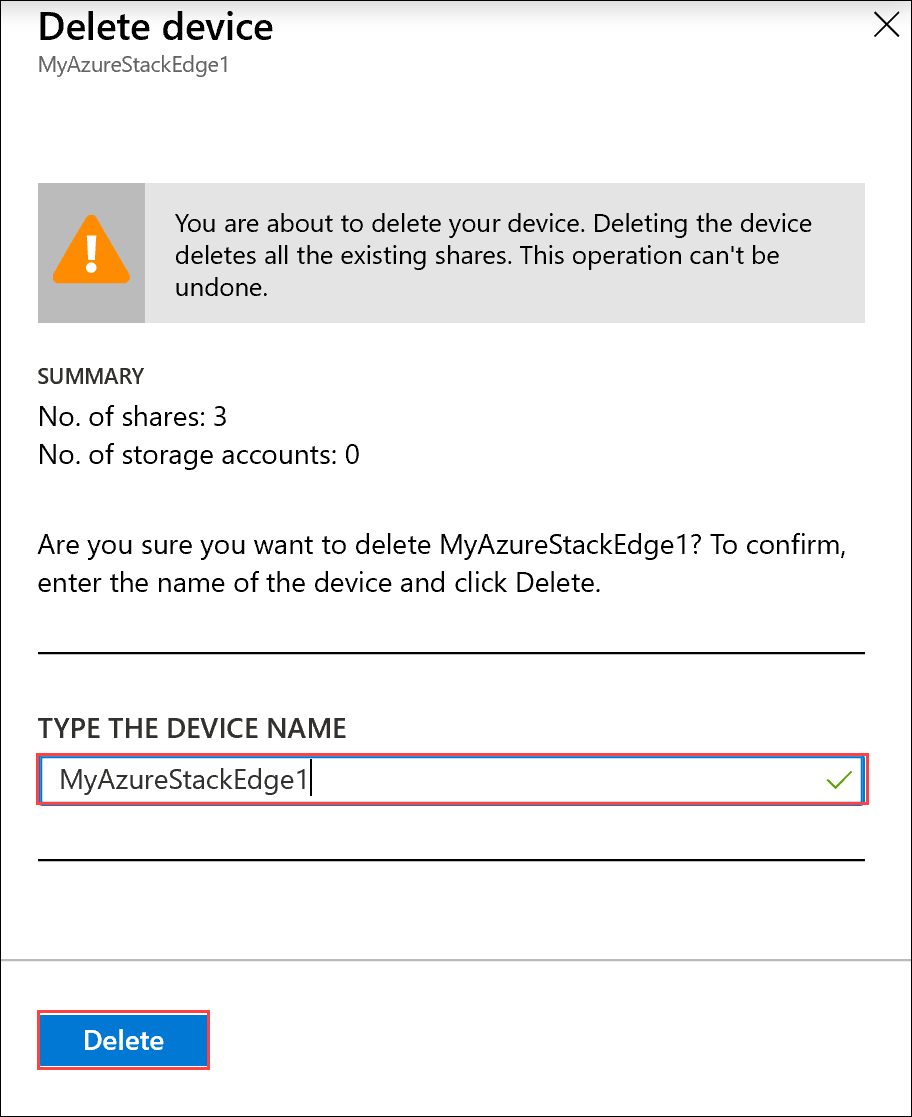 Delete device
MyAzureStackEdge1
You are about to delete your device. Deleting the device
deletes all the existing shares. This operation can't be
undone.
SUMMARY
No. of shares: 3
No. of storage accounts: 0
Are you sure you want to delete MyAzureStackEdge1? To confirm,
enter the name of the device and click Delete.
TYPE THE DEVICE NAME
MyAzureStackEdge1
Delete